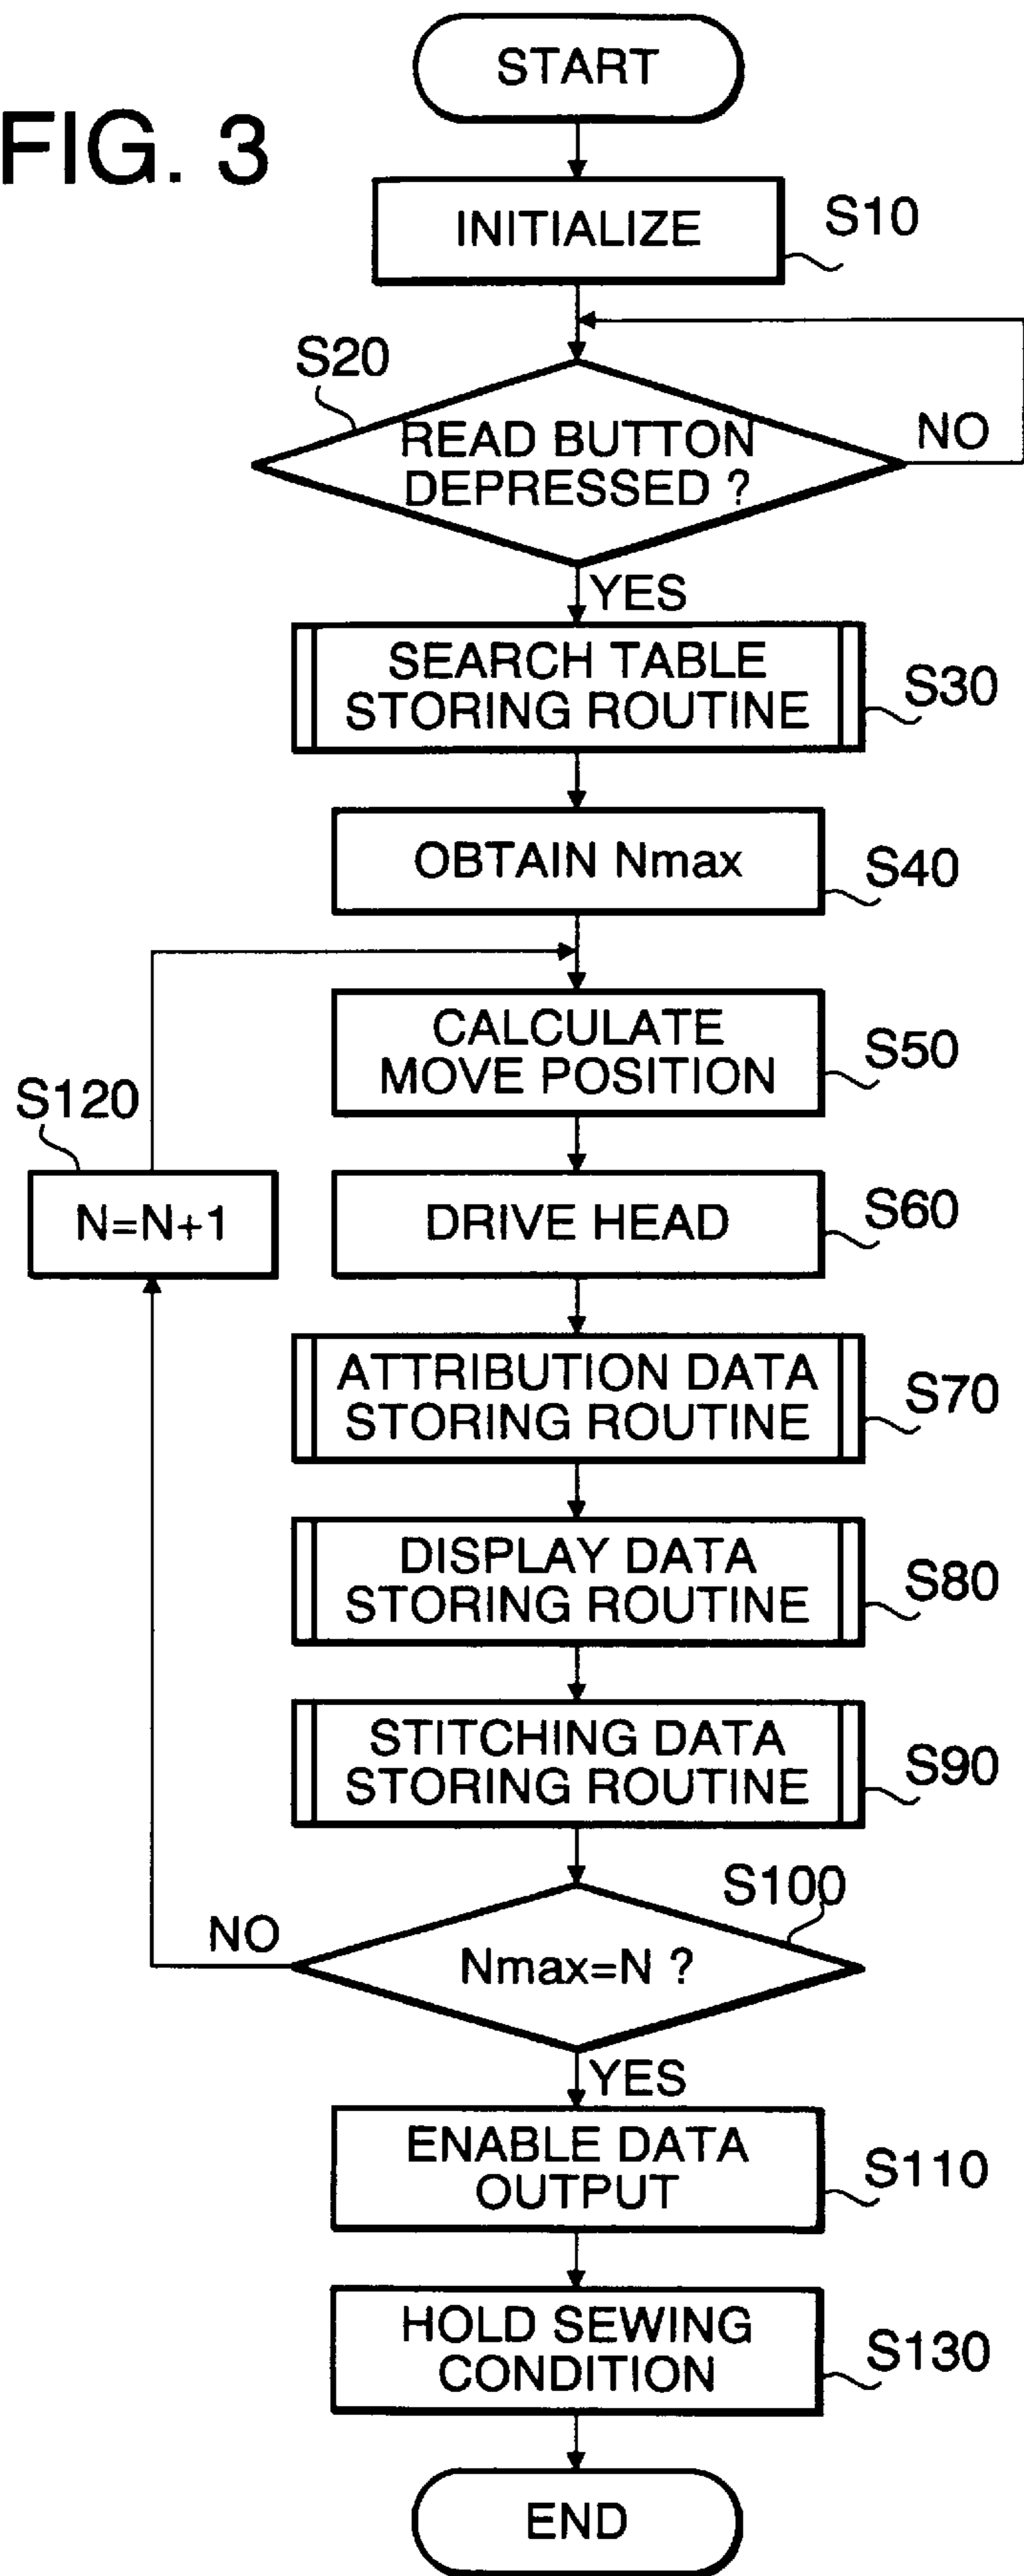 START
FIG. 3
INITIALIZE
S10
S20
READ BUTTON
DEPRESSED ?
NO
YES
SEARCH TABLE
STORING ROUTINE
S30
OBTAIN Nmax
S40
CALCULATE
MOVE POSITION
S50
S120
N=N+1
DRIVE HEAD
S60
ATTRIBUTION DATA
STORING ROUTINE
S70
DISPLAY DATA
STORING ROUTINE
S80
STITCHING DATA
STORING ROUTINE
S90
S100
NO
Nmax=N ?
YES
ENABLE DATA
OUTPUT
S110
HOLD SEWING
CONDITION
S130
END